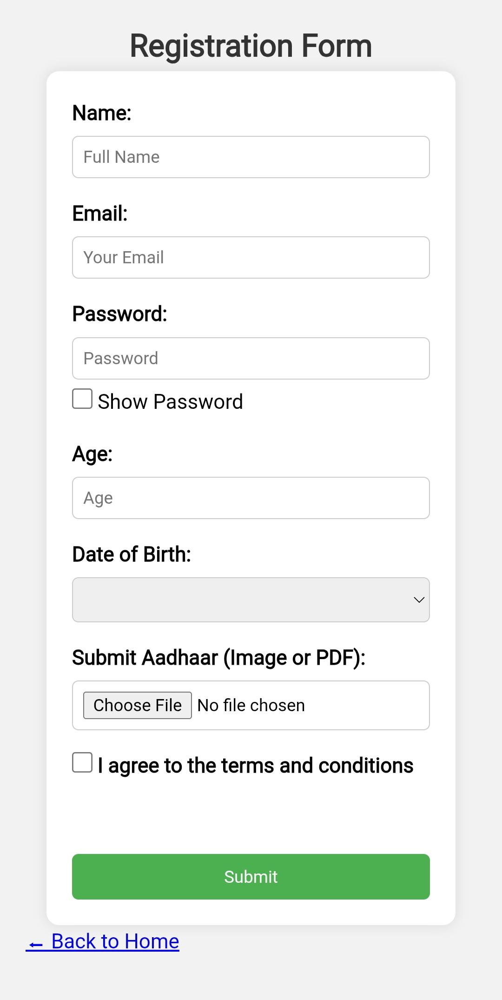 Registration Form
Name:
Full Name
Email:
Your Email
Password:
Password
Show Password
Age:
Age
Date of Birth:
Submit Aadhaar (Image or PDF):
Choose File No file chosen
I agree to the terms and conditions
Submit
← Back to Home